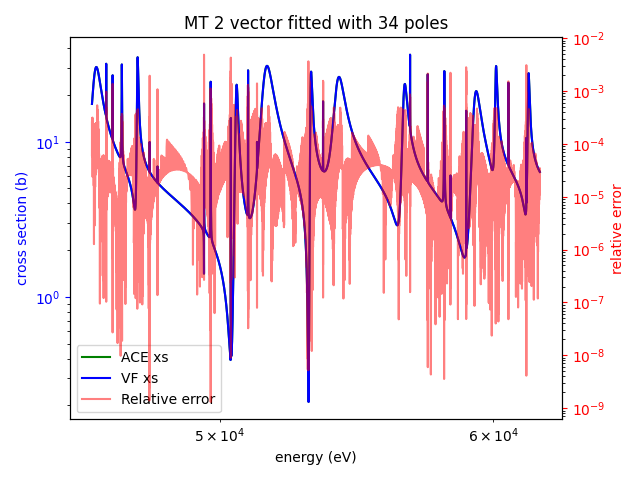 MT 2 vector fitted with 34 poles
cross section (b)
10¹
10⁰
10⁻²
10⁻³
10⁻⁴
10⁻⁵
10⁻⁶
10⁻⁷
10⁻⁸
10⁻⁹
relative error
ACE xs
VF xs
Relative error
5 × 10⁴
6 × 10⁴
energy (eV)